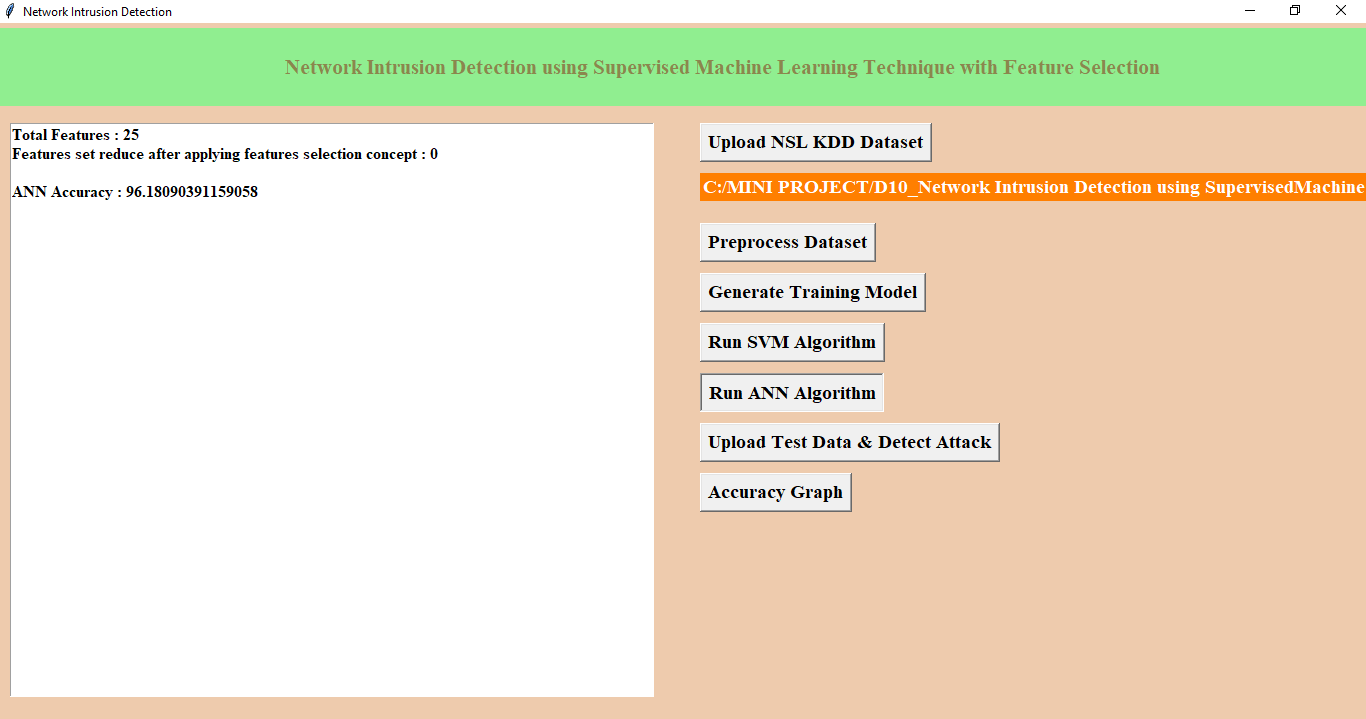 Network Intrusion Detection
Network Intrusion Detection using Supervised Machine Learning Technique with Feature Selection
Total Features : 25
Features set reduce after applying features selection concept : 0
ANN Accuracy : 96.18090391159058
Upload NSL KDD Dataset
C:/MINI PROJECT/D10_Network Intrusion Detection using SupervisedMachine
Preprocess Dataset
Generate Training Model
Run SVM Algorithm
Run ANN Algorithm
Upload Test Data & Detect Attack
Accuracy Graph